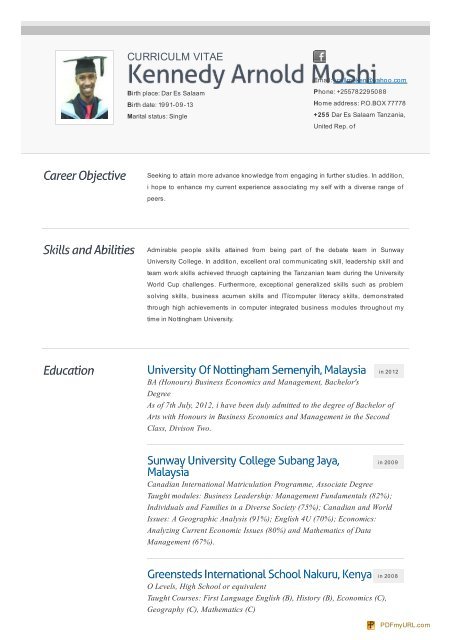 CURRICULUM VITAE
Kennedy Arnold Moshi
Birth place: Dar Es Salaam
Birth date: 1991-09-13
Marital status: Single
Email: @yahoo.com
Phone: +255782295088
Home address: P.O.BOX 77778
+255 Dar Es Salaam Tanzania,
United Rep. of
Career Objective
Seeking to attain more advance knowledge from engaging in further studies. In addition,
i hope to enhance my current experience associating my self with a diverse range of
peers.
Skills and Abilities
Admirable people skills attained from being part of the debate team in Sunway
University College. In addition, excellent oral communicating skill, leadership skill and
team work skills achieved through captaining the Tanzanian team during the University
World Cup challenges. Furthermore, exceptional generalized skills such as problem
solving skills, business acumen skills and IT/computer literacy skills, demonstrated
through high achievements in computer integrated business modules throughout my
time in Nottingham University.
Education
University Of Nottingham Semenyih, Malaysia
in 2012
BA (Honours) Business Economics and Management, Bachelor's
Degree
As of 7th July, 2012, i have been duly admitted to the degree of Bachelor of
Arts with Honours in Business Economics and Management in the Second
Class, Divison Two.
Sunway University College Subang Jaya,
Malaysia
in 2009
Canadian International Matriculation Programme, Associate Degree
Taught modules: Business Leadership: Management Fundamentals (82%);
Individuals and Families in a Diverse Society (75%); Canadian and World
Issues: A Geographic Analysis (91%); English 4U (70%); Economics:
Analyzing Current Economic Issues (80%) and Mathematics of Data
Management (67%).
Greensteds International School Nakuru, Kenya
in 2008
O Levels, High School or equivalent
Taught Courses: First Language English (B), History (B), Economics (C),
Geography (C), Mathematics (C)
PDFmyURL.com